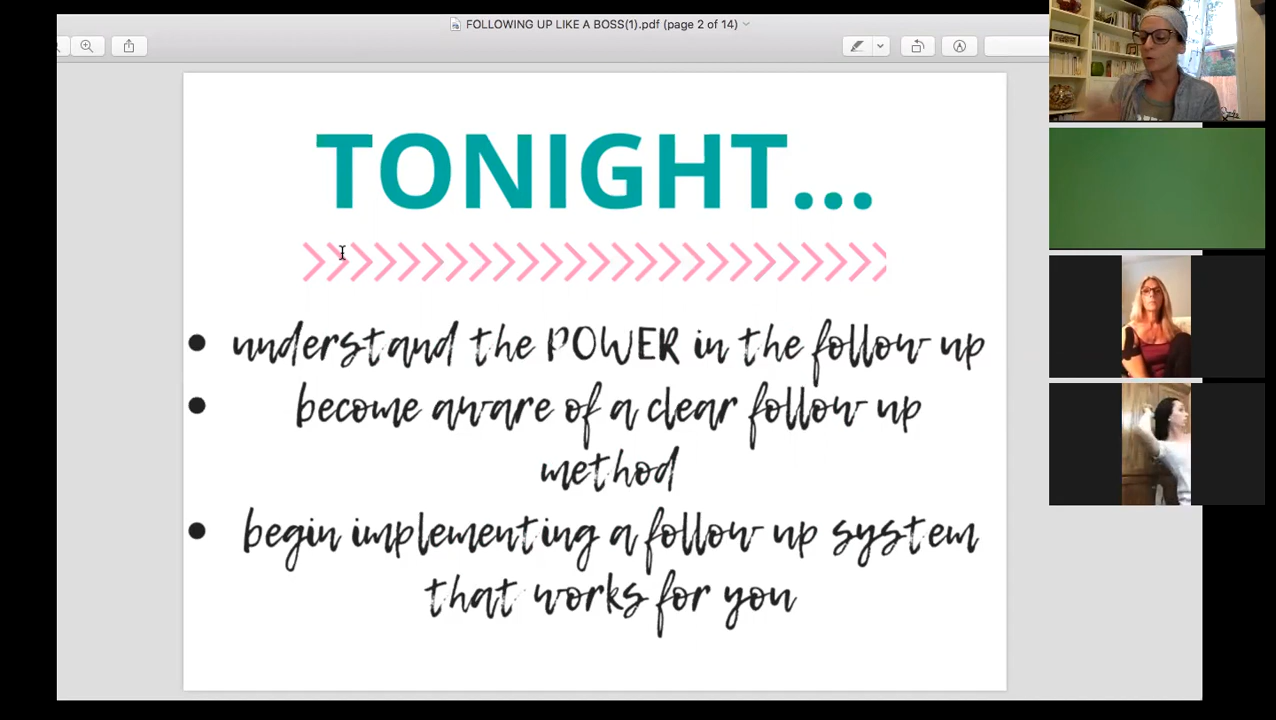 FOLLOWING UP LIKE A BOSS(1).pdf (page 2 of 14)
TONIGHT...
• understand the POWER in the follow up
• become aware of a clear follow up
method
• begin implementing a follow up system
that works for you